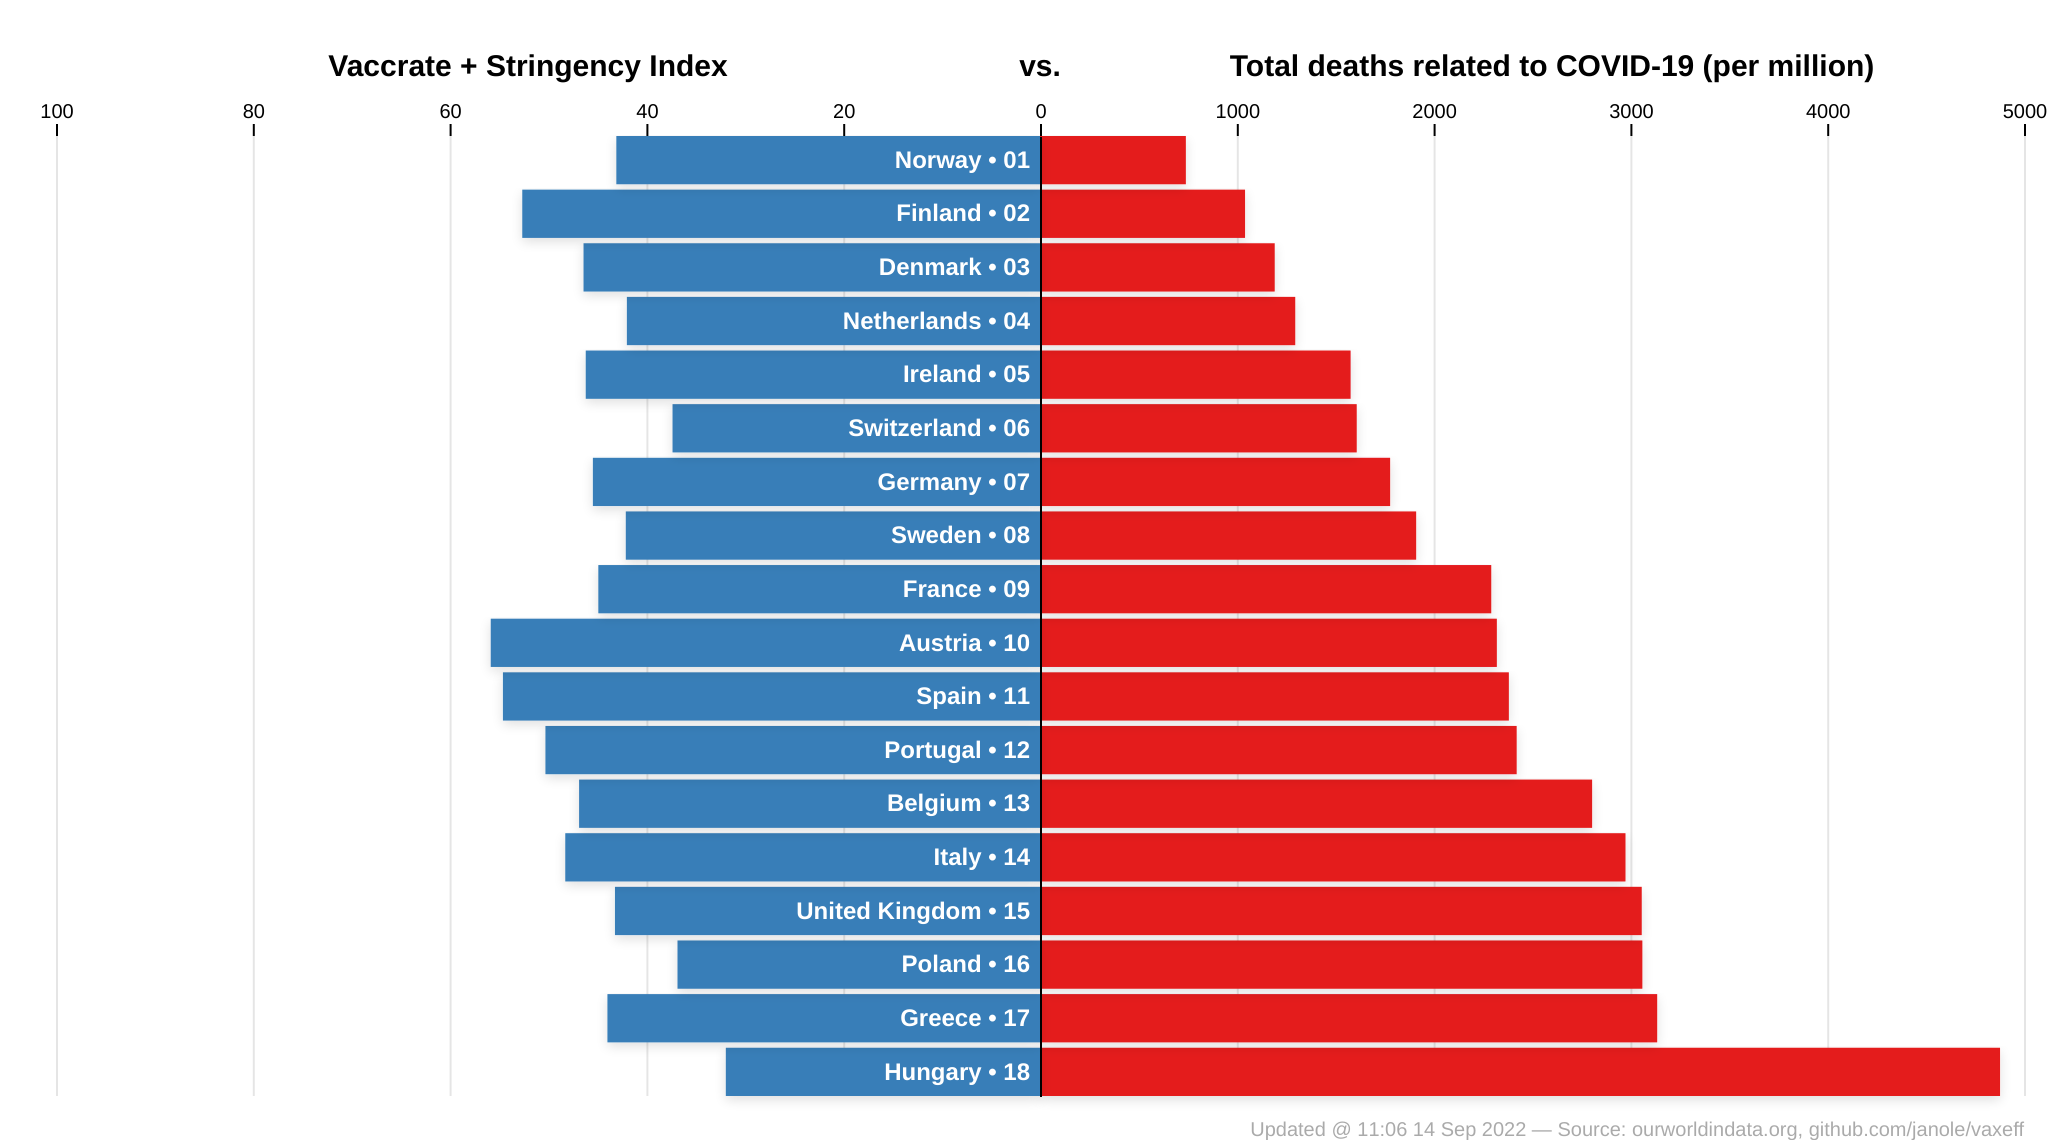 Vaccrate + Stringency Index vs. Total deaths related to COVID-19 (per million)
100 80 60 40 20 0 1000 2000 3000 4000 5000
Norway • 01
Finland • 02
Denmark • 03
Netherlands • 04
Ireland • 05
Switzerland • 06
Germany • 07
Sweden • 08
France • 09
Austria • 10
Spain • 11
Portugal • 12
Belgium • 13
Italy • 14
United Kingdom • 15
Poland • 16
Greece • 17
Hungary • 18
Updated @ 11:06 14 Sep 2022 — Source: ourworldindata.org, github.com/janole/vaxeff